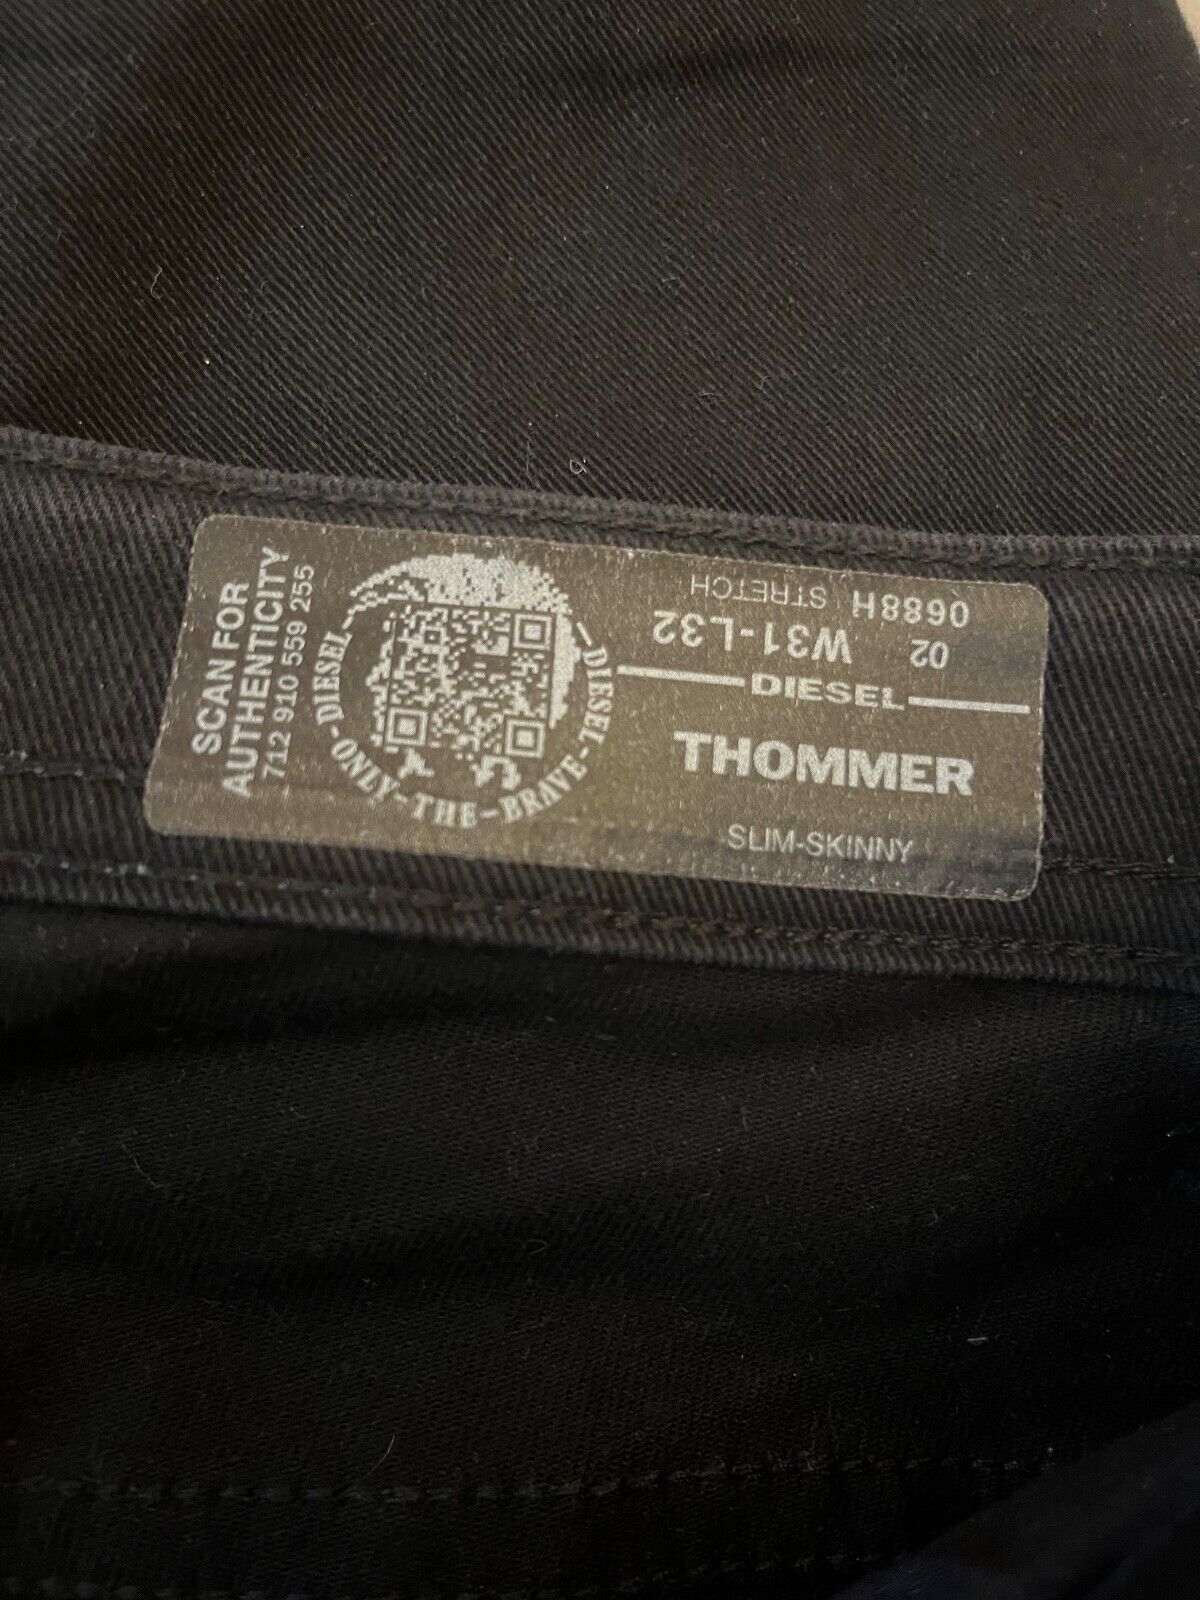 SCAN FOR
AUTHENTICITY
712 910 559 255
DIESEL-ONLY-THE-BRAVE-DIESEL
0688H STRETCH
02 W31-L32
DIESEL
THOMMER
SLIM-SKINNY